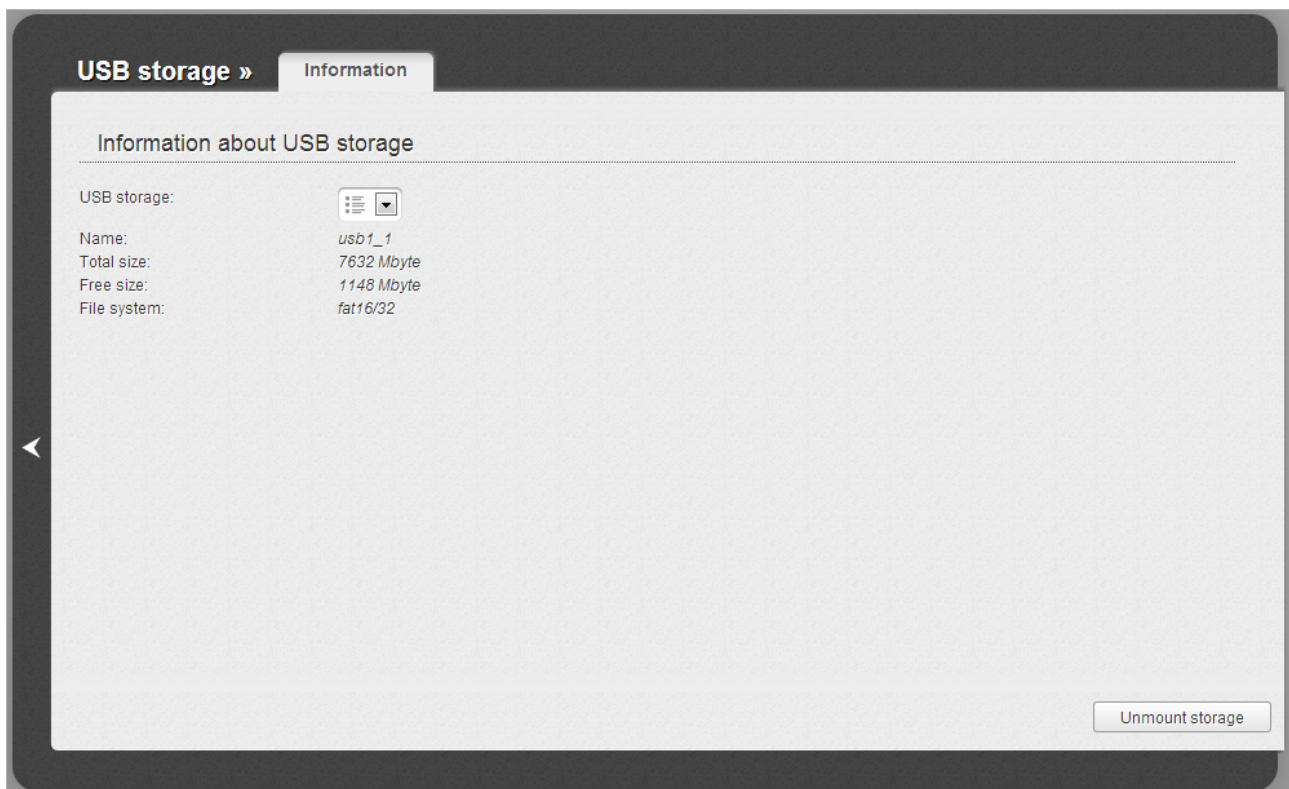 USB storage » Information
Information about USB storage
USB storage:
Name: usb1_1
Total size: 7632 Mbyte
Free size: 1148 Mbyte
File system: fat16/32
Unmount storage